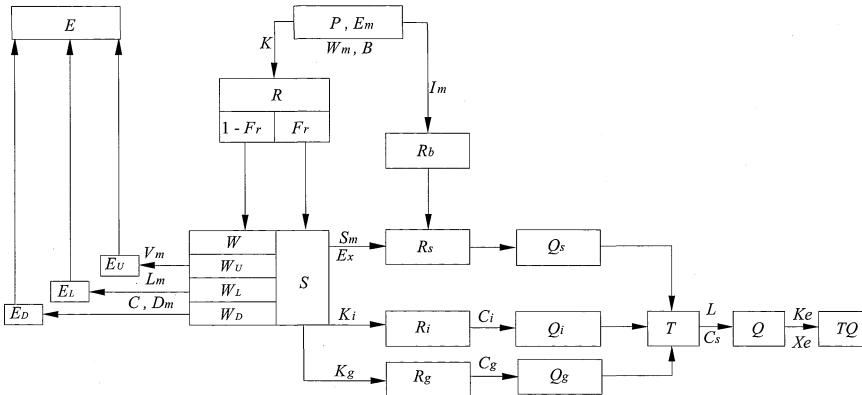 E
P , Em
K
Wm , B
Im
R
1 - Fr
Fr
Rb
W
S
Sm
Ex
Rs
Qs
WU
Vm
EU
WL
Lm
EL
WD
C , Dm
ED
Ki
Ri
Ci
Qi
T
L
Cs
Q
Ke
Xe
TQ
Kg
Rg
Cg
Qg